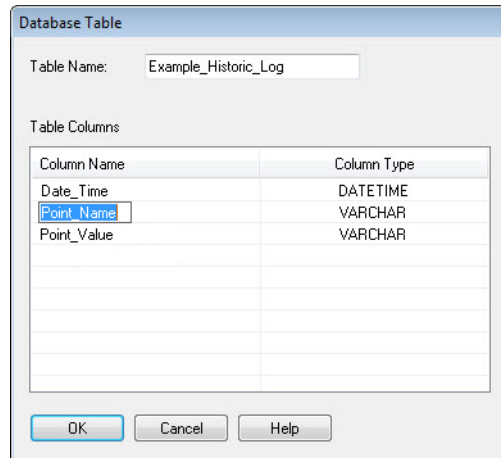 Database Table
Table Name: Example_Historic_Log
Table Columns
Column Name Column Type
Date_Time DATETIME
Point_Name VARCHAR
Point_Value VARCHAR
OK Cancel Help